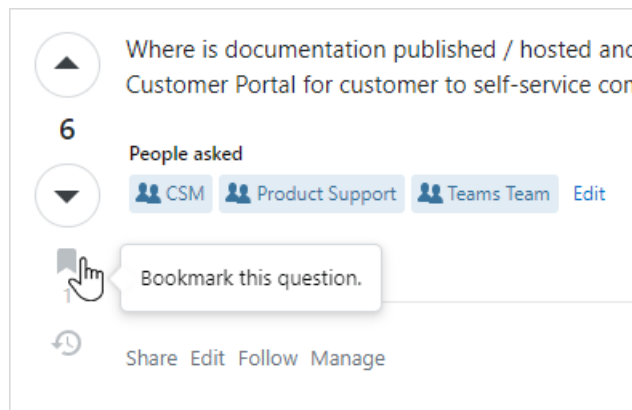 Where is documentation published / hosted and
Customer Portal for customer to self-service
6
People asked
CSM Product Support Teams Team Edit
Bookmark this question.
1
Share Edit Follow Manage